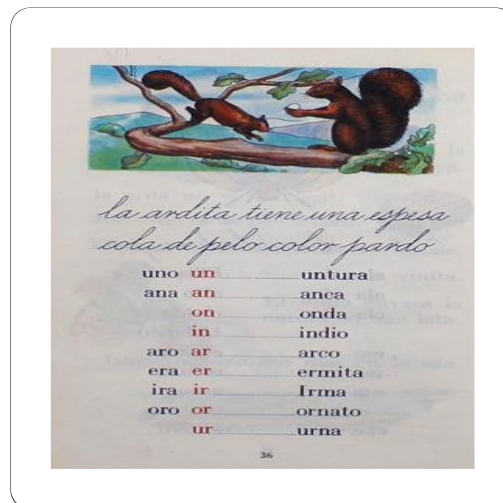 la ardita tiene una espesa
cola de pelo color pardo
uno un untura
ana an anca
on onda
in indio
aro ar arco
era er ermita
ira ir Irma
oro or ornato
ur urna
36